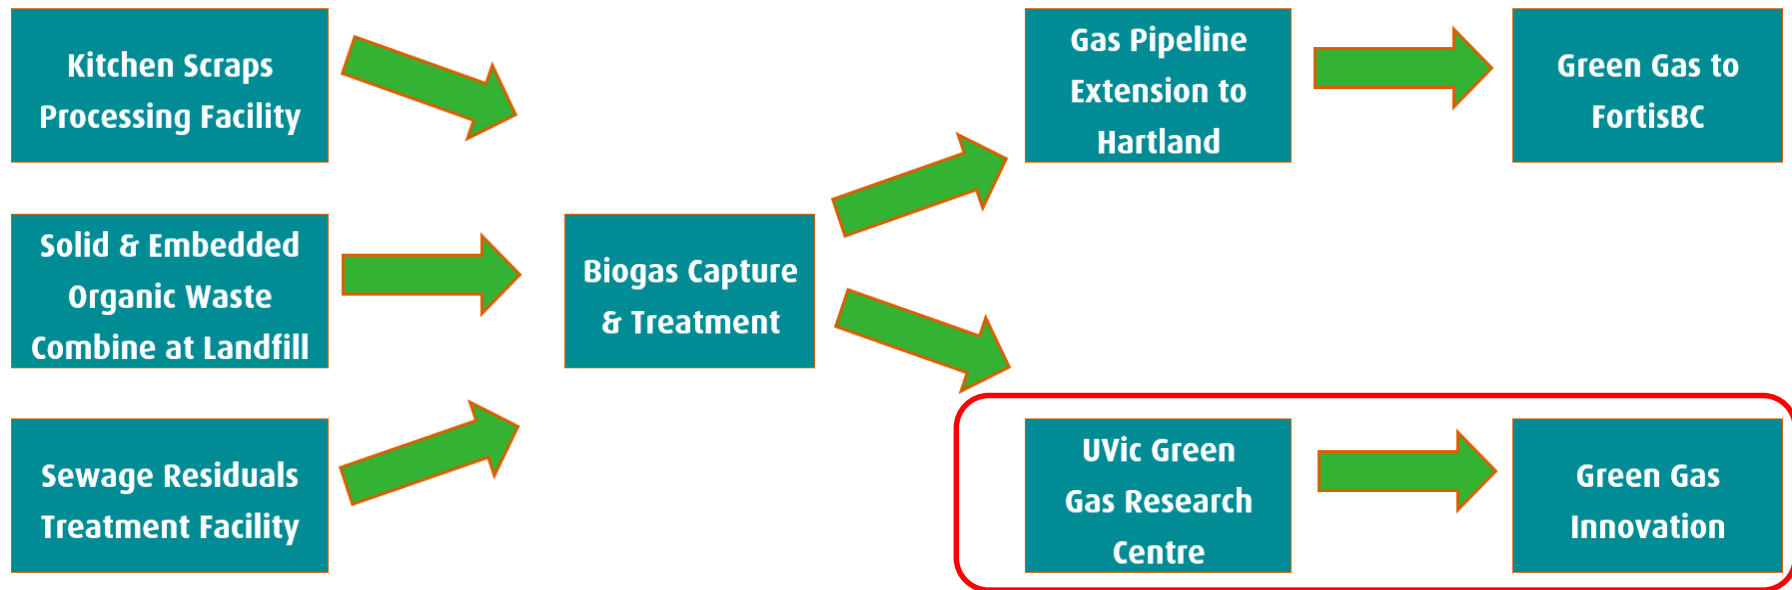 Kitchen Scraps
Processing Facility
Solid & Embedded
Organic Waste
Combine at Landfill
Sewage Residuals
Treatment Facility
Biogas Capture
& Treatment
Gas Pipeline
Extension to
Hartland
Green Gas to
FortisBC
UVic Green
Gas Research
Centre
Green Gas
Innovation